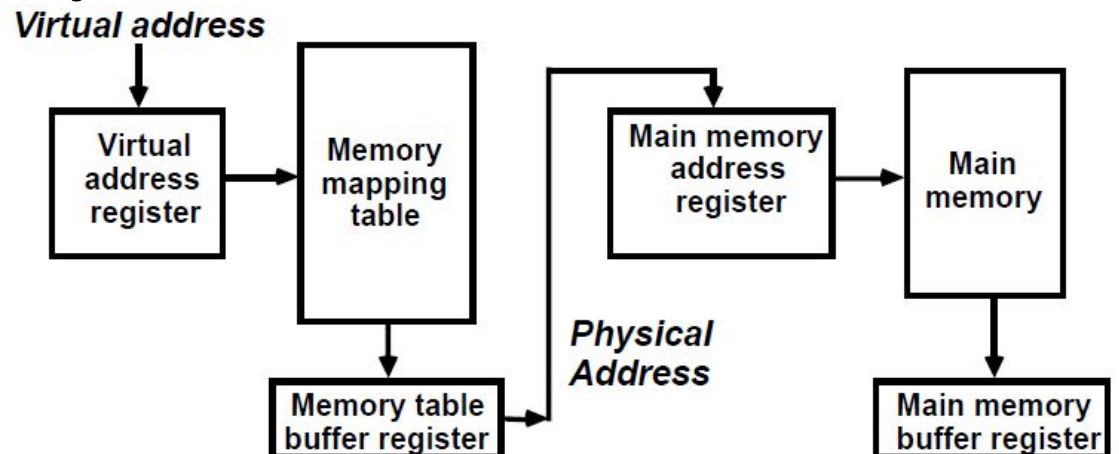 Virtual address
Virtual
address
register
Memory
mapping
table
Memory table
buffer register
Physical
Address
Main memory
address
register
Main
memory
Main memory
buffer register